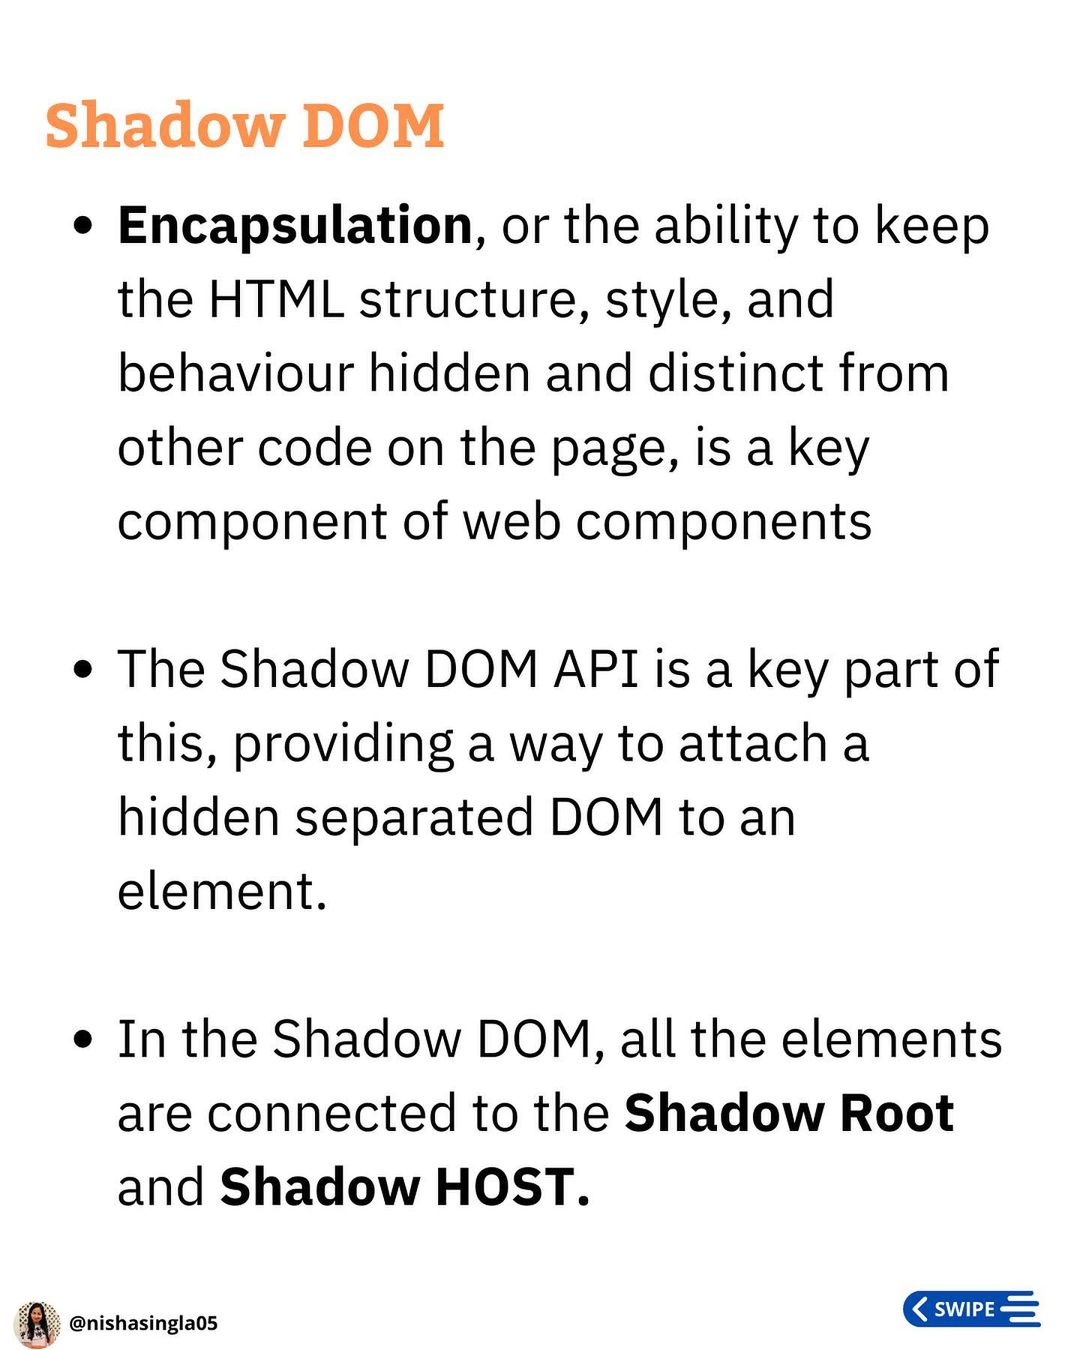 Shadow DOM
• Encapsulation, or the ability to keep
the HTML structure, style, and
behaviour hidden and distinct from
other code on the page, is a key
component of web components
• The Shadow DOM API is a key part of
this, providing a way to attach a
hidden separated DOM to an
element.
• In the Shadow DOM, all the elements
are connected to the Shadow Root
and Shadow HOST.
@nishasingla05
SWIPE